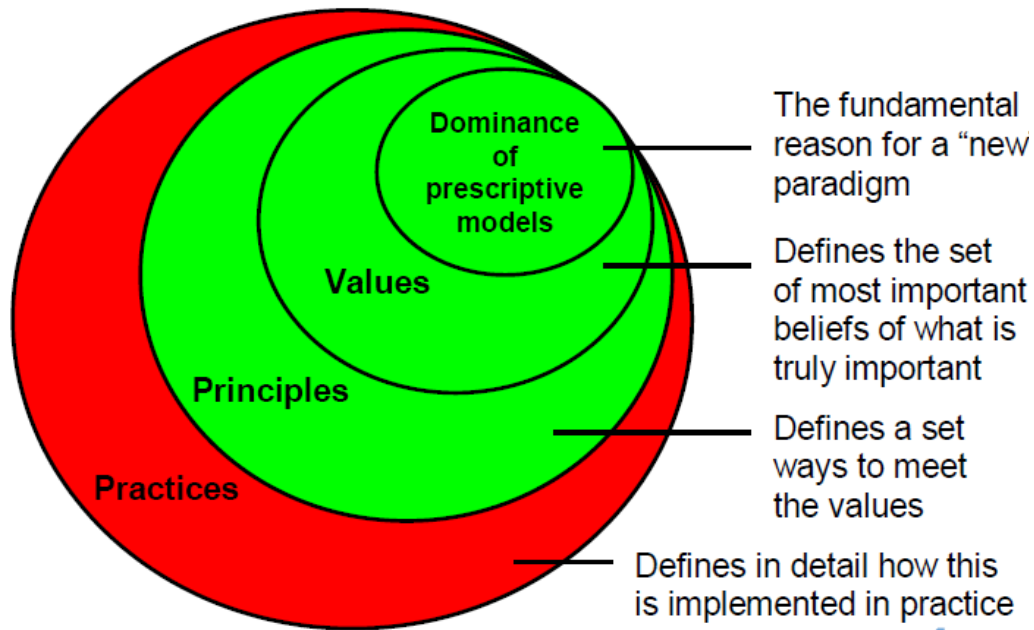 Dominance
of
prescriptive
models
Values
Principles
Practices
The fundamental
reason for a “new”
paradigm
Defines the set
of most important
beliefs of what is
truly important
Defines a set
ways to meet
the values
Defines in detail how this
is implemented in practice